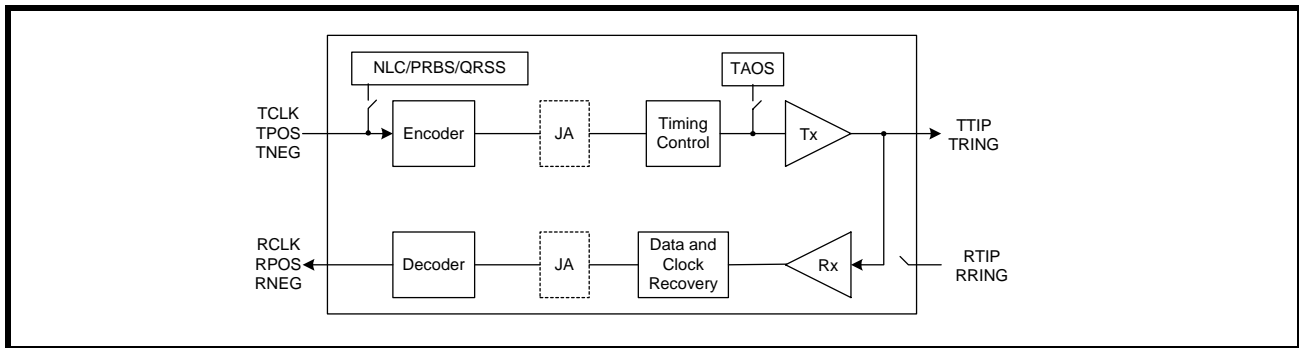 NLC/PRBS/QRSS
TAOS
TCLK
TPOS
TNEG
Encoder
JA
Timing
Control
Tx
TTIP
TRING
RCLK
RPOS
RNEG
Decoder
JA
Data and
Clock
Recovery
Rx
RTIP
RRING